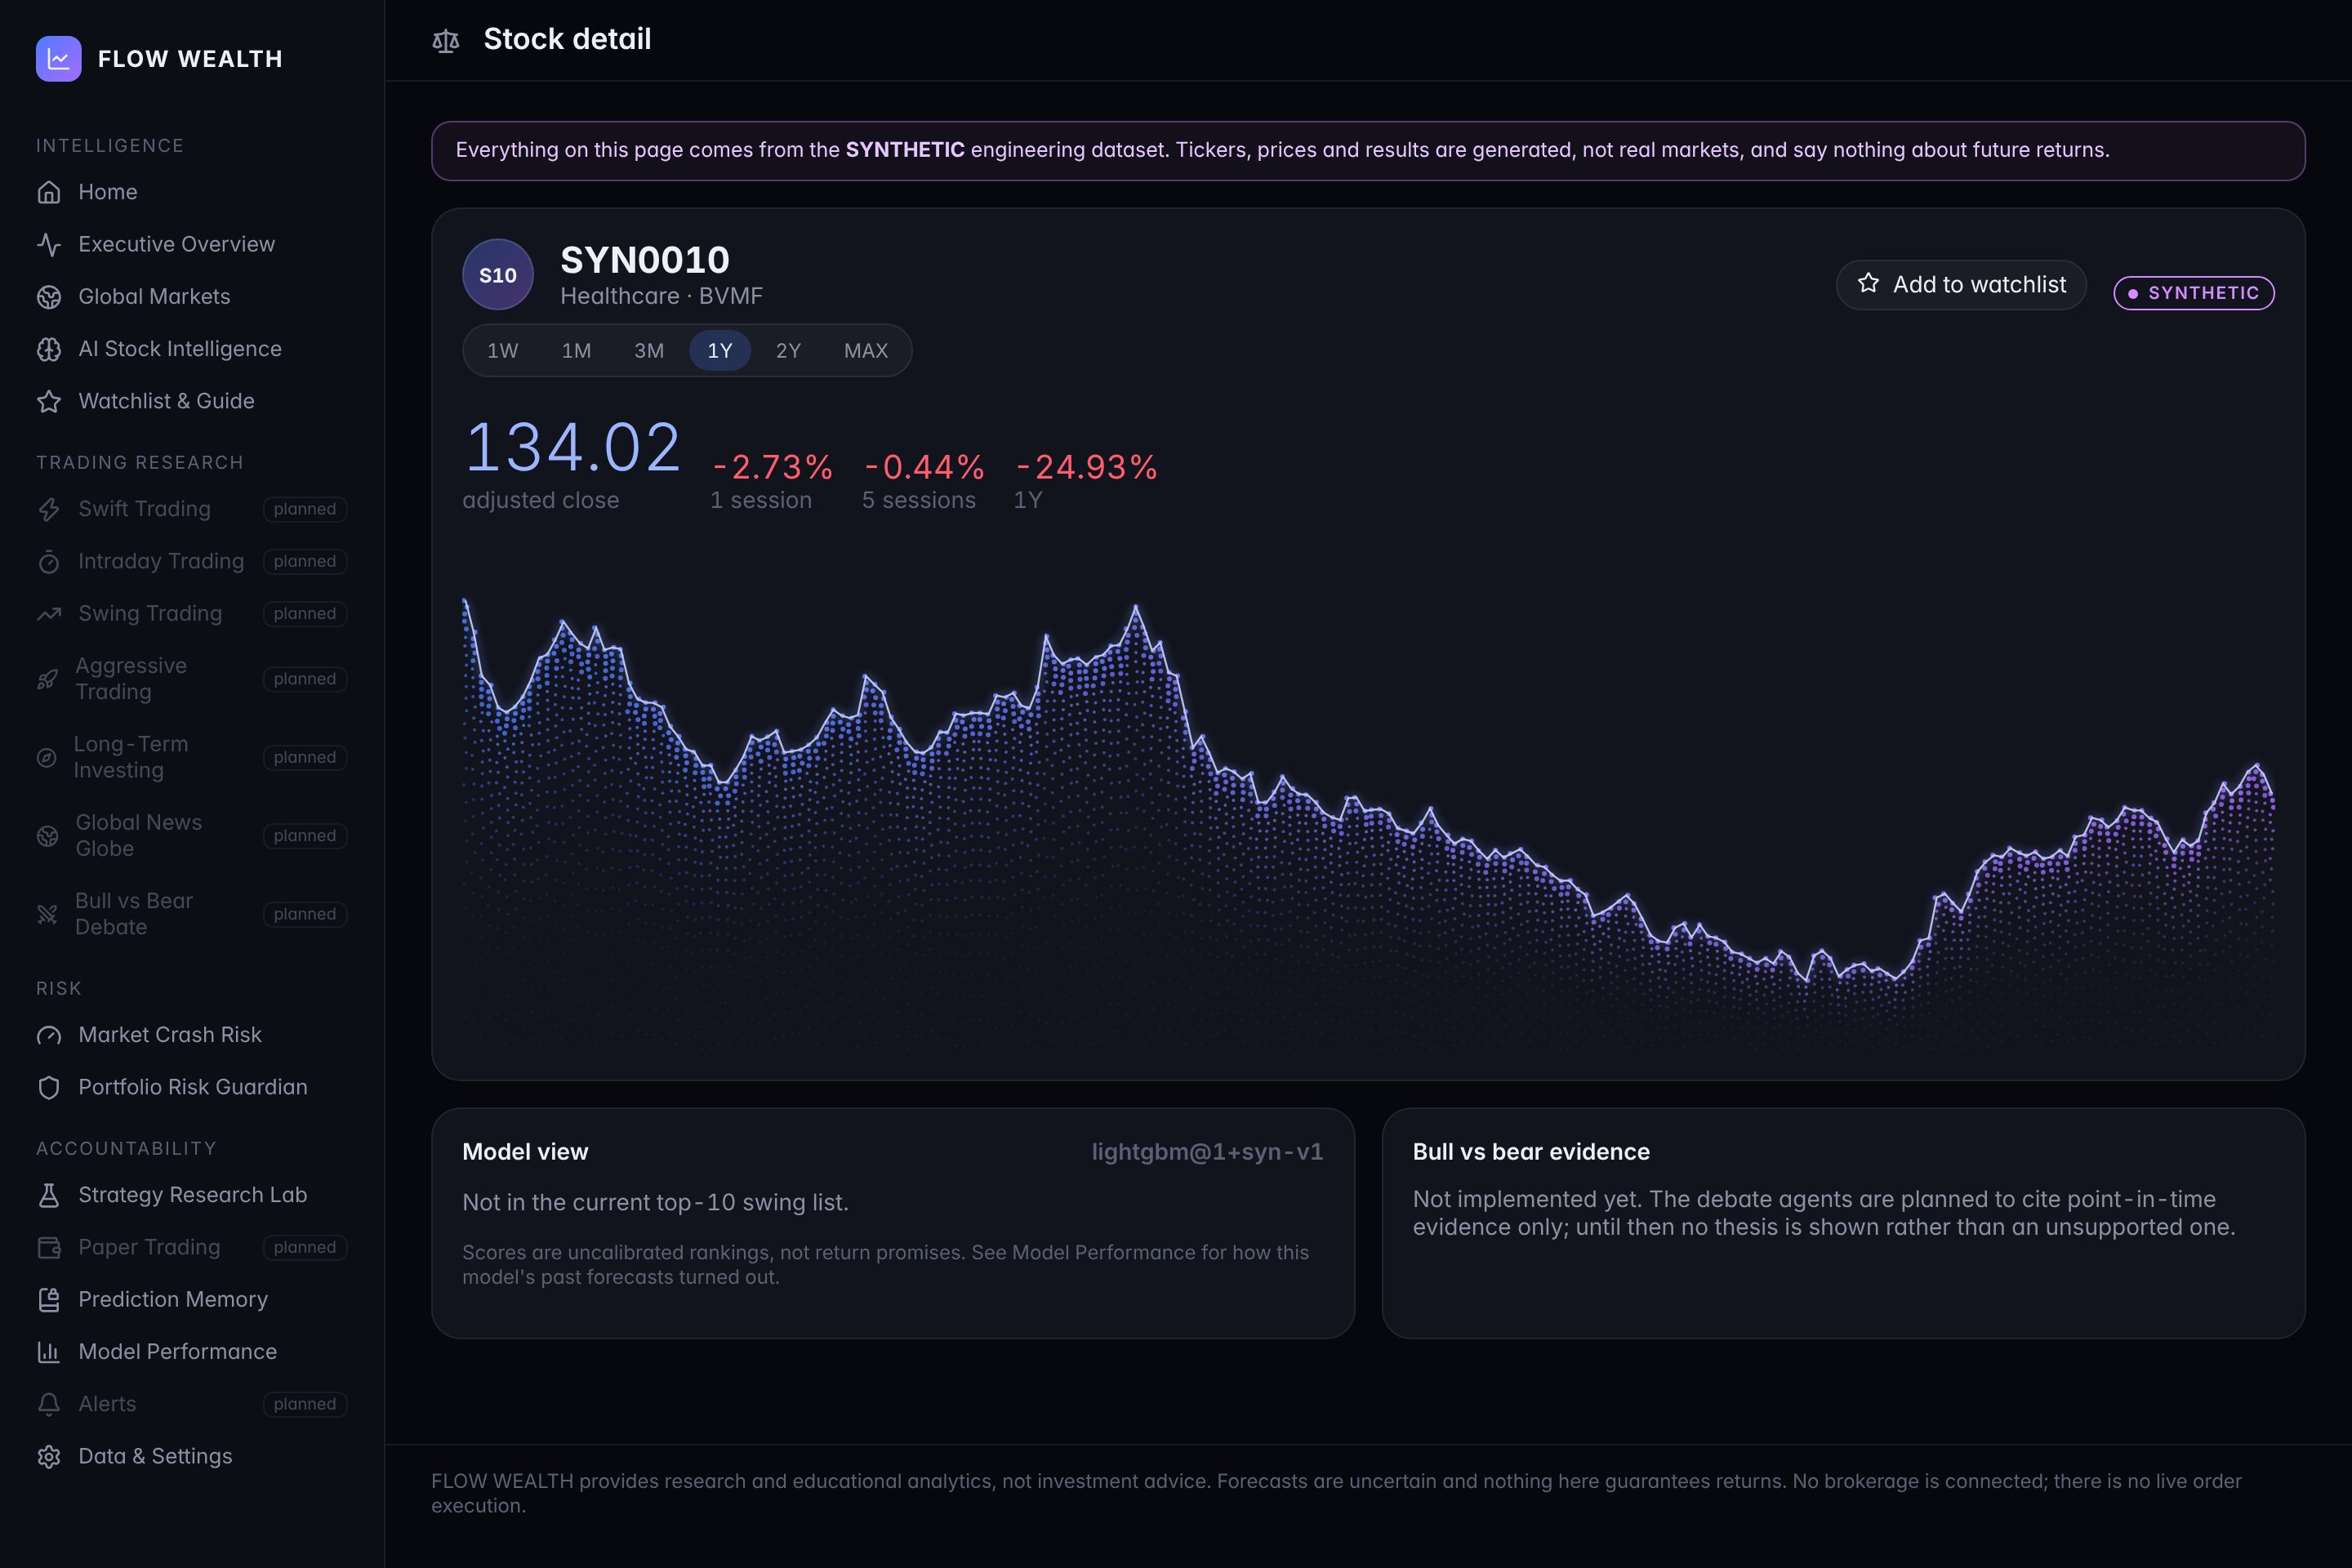 FLOW WEALTH
INTELLIGENCE
Home
Executive Overview
Global Markets
AI Stock Intelligence
Watchlist & Guide
TRADING RESEARCH
Swift Trading planned
Intraday Trading planned
Swing Trading planned
Aggressive
Trading
planned
Long-Term
Investing
planned
Global News
Globe
planned
Bull vs Bear
Debate
planned
RISK
Market Crash Risk
Portfolio Risk Guardian
ACCOUNTABILITY
Strategy Research Lab
Paper Trading planned
Prediction Memory
Model Performance
Alerts planned
Data & Settings
Stock detail
Everything on this page comes from the SYNTHETIC engineering dataset. Tickers, prices and results are generated, not real markets, and say nothing about future returns.
S10
SYN0010
Healthcare · BVMF
Add to watchlist
SYNTHETIC
1W 1M 3M 1Y 2Y MAX
134.02 -2.73% -0.44% -24.93%
adjusted close 1 session 5 sessions 1Y
Model view lightgbm@1+syn-v1
Not in the current top-10 swing list.
Scores are uncalibrated rankings, not return promises. See Model Performance for how this
model's past forecasts turned out.
Bull vs bear evidence
Not implemented yet. The debate agents are planned to cite point-in-time
evidence only; until then no thesis is shown rather than an unsupported one.
FLOW WEALTH provides research and educational analytics, not investment advice. Forecasts are uncertain and nothing here guarantees returns. No brokerage is connected; there is no live order
execution.